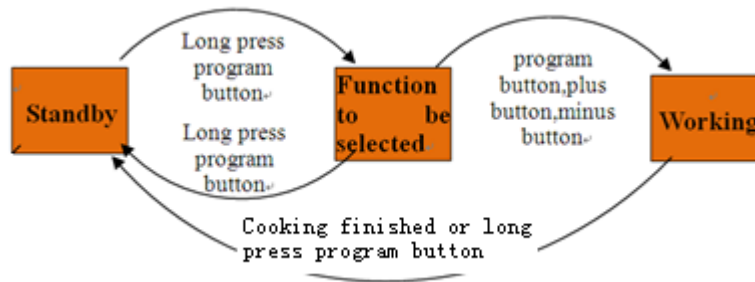 Long press
program
button
Standby
Long press
program
button
Function
to be
selected
program
button,plus
button,minus
button
Working
Cooking finished or long
press program button